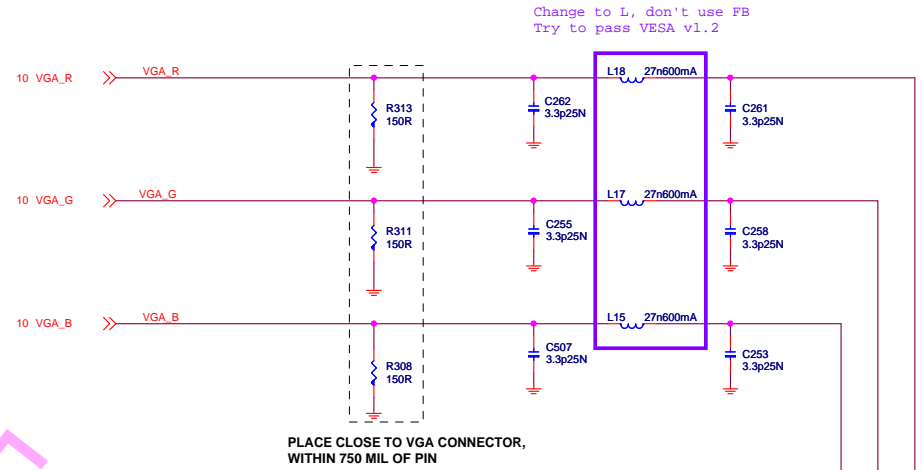 Change to L, don't use FB
Try to pass VESA v1.2
10 VGA_R VGA_R L18 27n600mA
R313
150R
C262
3.3p25N
C261
3.3p25N
10 VGA_G VGA_G L17 27n600mA
R311
150R
C255
3.3p25N
C258
3.3p25N
10 VGA_B VGA_B L15 27n600mA
R308
150R
C507
3.3p25N
C253
3.3p25N
PLACE CLOSE TO VGA CONNECTOR,
WITHIN 750 MIL OF PIN